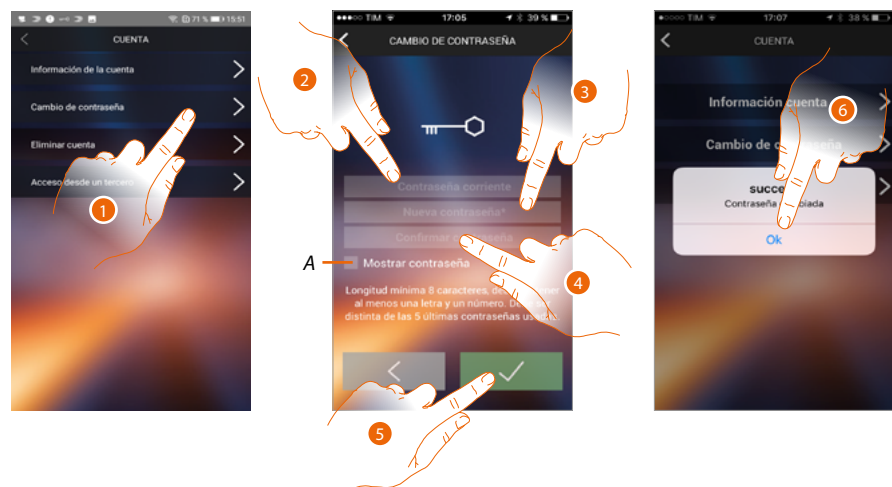 71 % 15:51
CUENTA
Información de la cuenta
Cambio de contraseña
Eliminar cuenta
Acceso desde un tercero
1
TIM 17:05 39 %
CAMBIO DE CONTRASEÑA
2
3
Contraseña corriente
Nueva contraseña*
Confirmar contraseña
A
Mostrar contraseña
4
Longitud mínima 8 caracteres,
al menos una letra y un número.
distinta de las 5 últimas contraseñas
5
TIM 17:07 38 %
CUENTA
Información cuenta
6
Cambio de
Contraseña
Ok